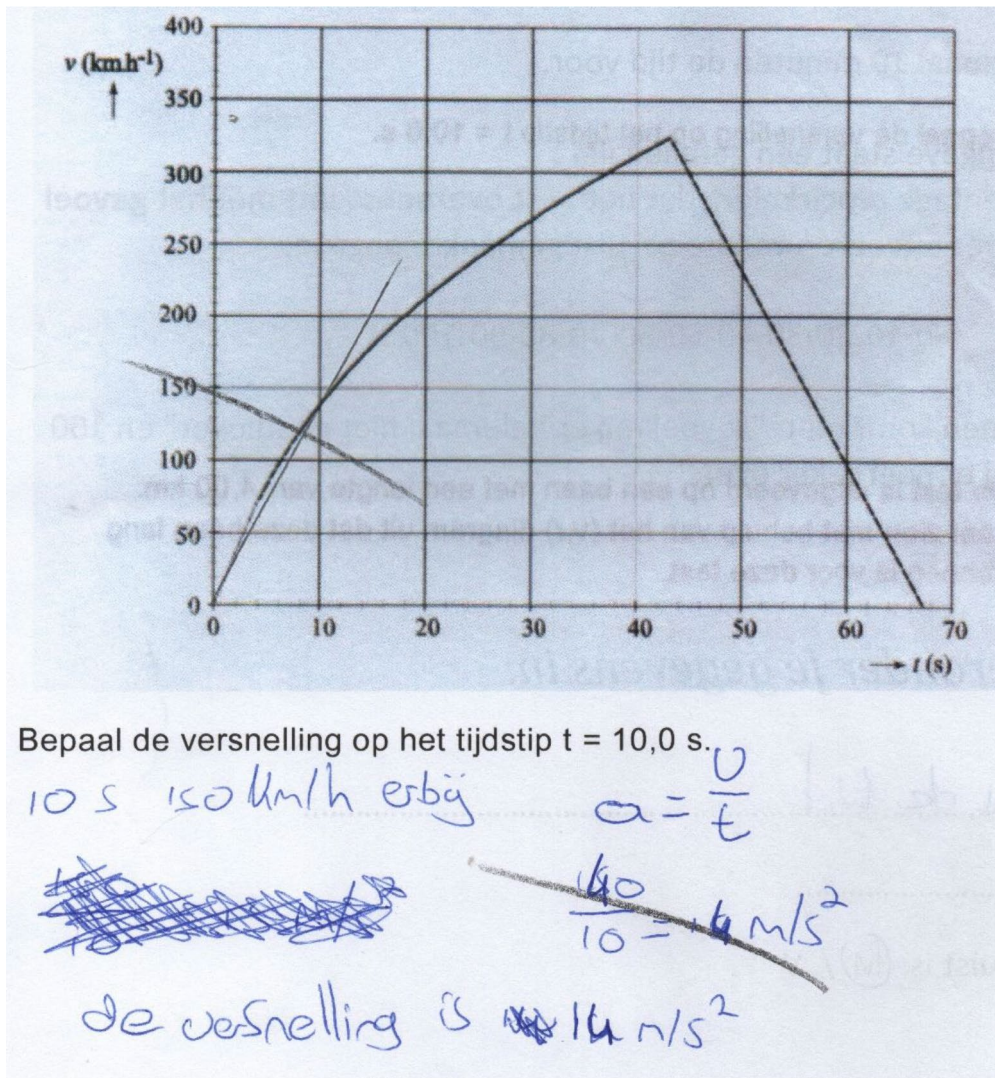 400
v (km.h⁻¹)
350
300
250
200
150
100
50
0
0 10 20 30 40 50 60 70
t (s)
Bepaal de versnelling op het tijdstip t = 10,0 s.
10 s 150 km/h erbij
a = v/t
140/10 = 14 m/s²
de versnelling is 14 m/s²